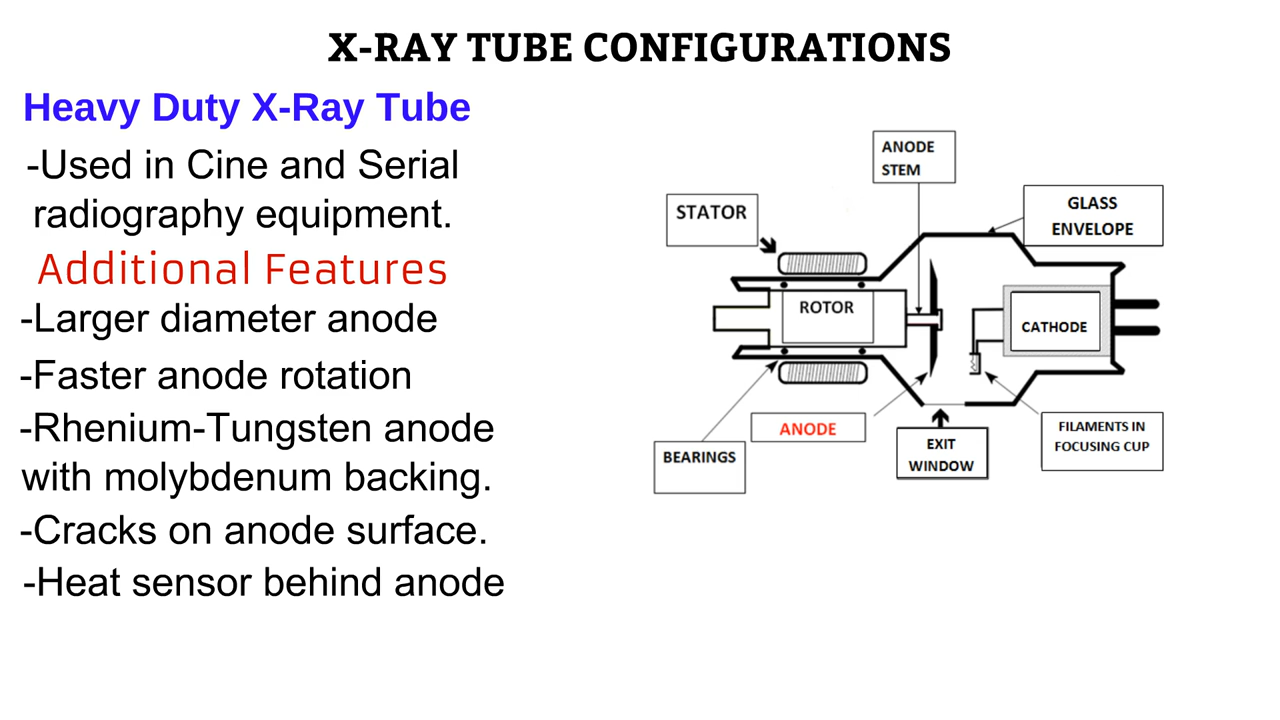 X-RAY TUBE CONFIGURATIONS
Heavy Duty X-Ray Tube
-Used in Cine and Serial
radiography equipment.
Additional Features
-Larger diameter anode
-Faster anode rotation
-Rhenium-Tungsten anode
with molybdenum backing.
-Cracks on anode surface.
-Heat sensor behind anode
ANODE
STEM
STATOR
GLASS
ENVELOPE
ROTOR
CATHODE
ANODE
BEARINGS
EXIT
WINDOW
FILAMENTS IN
FOCUSING CUP